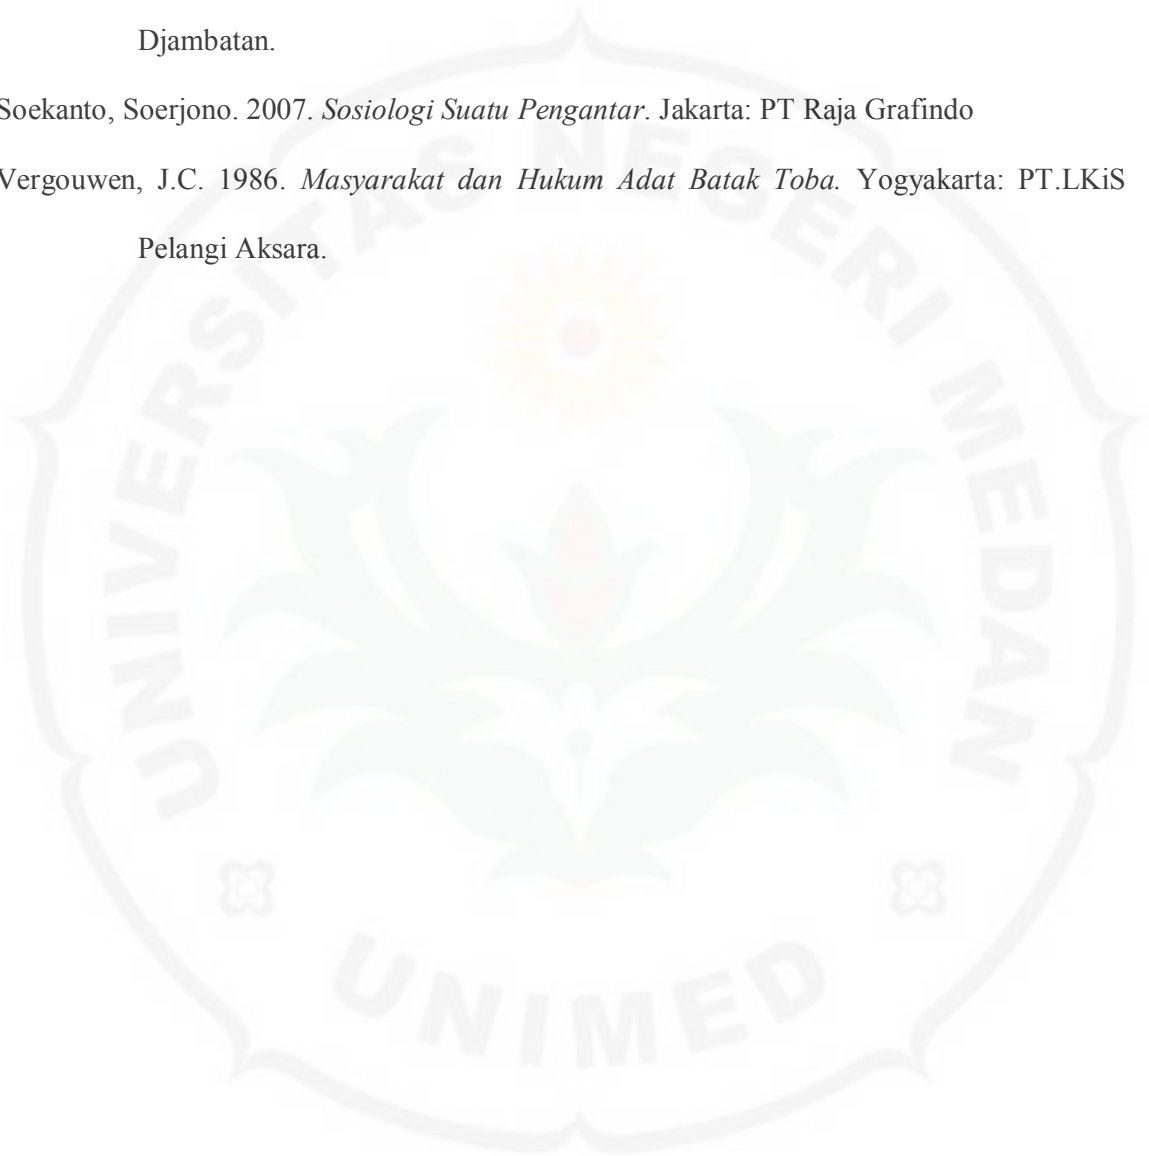 Djambatan.
Soekanto, Soerjono. 2007. Sosiologi Suatu Pengantar. Jakarta: PT Raja Grafindo
Vergouwen, J.C. 1986. Masyarakat dan Hukum Adat Batak Toba. Yogyakarta: PT.LKiS
Pelangi Aksara.
UNIVERSITAS NEGERI MEDAN
UNIMED